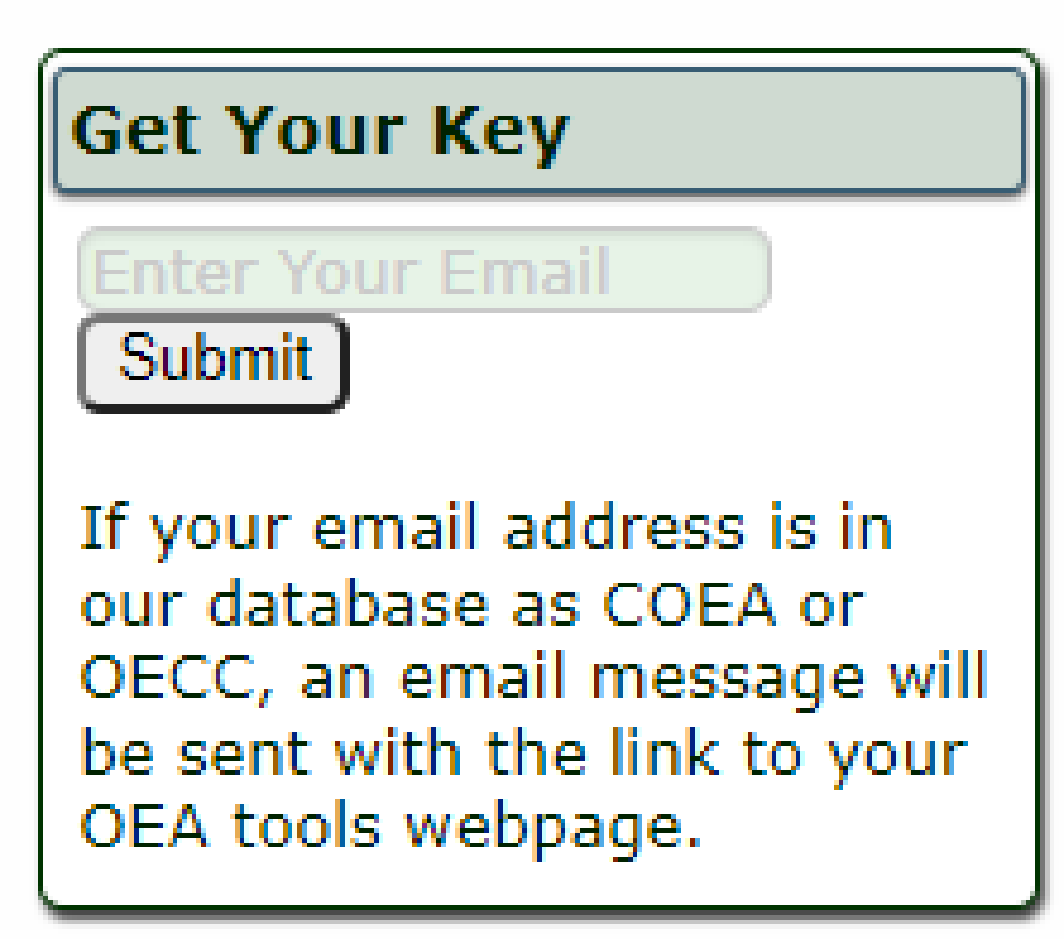 Get Your Key
Enter Your Email
Submit
If your email address is in
our database as COEA or
OECC, an email message will
be sent with the link to your
OEA tools webpage.